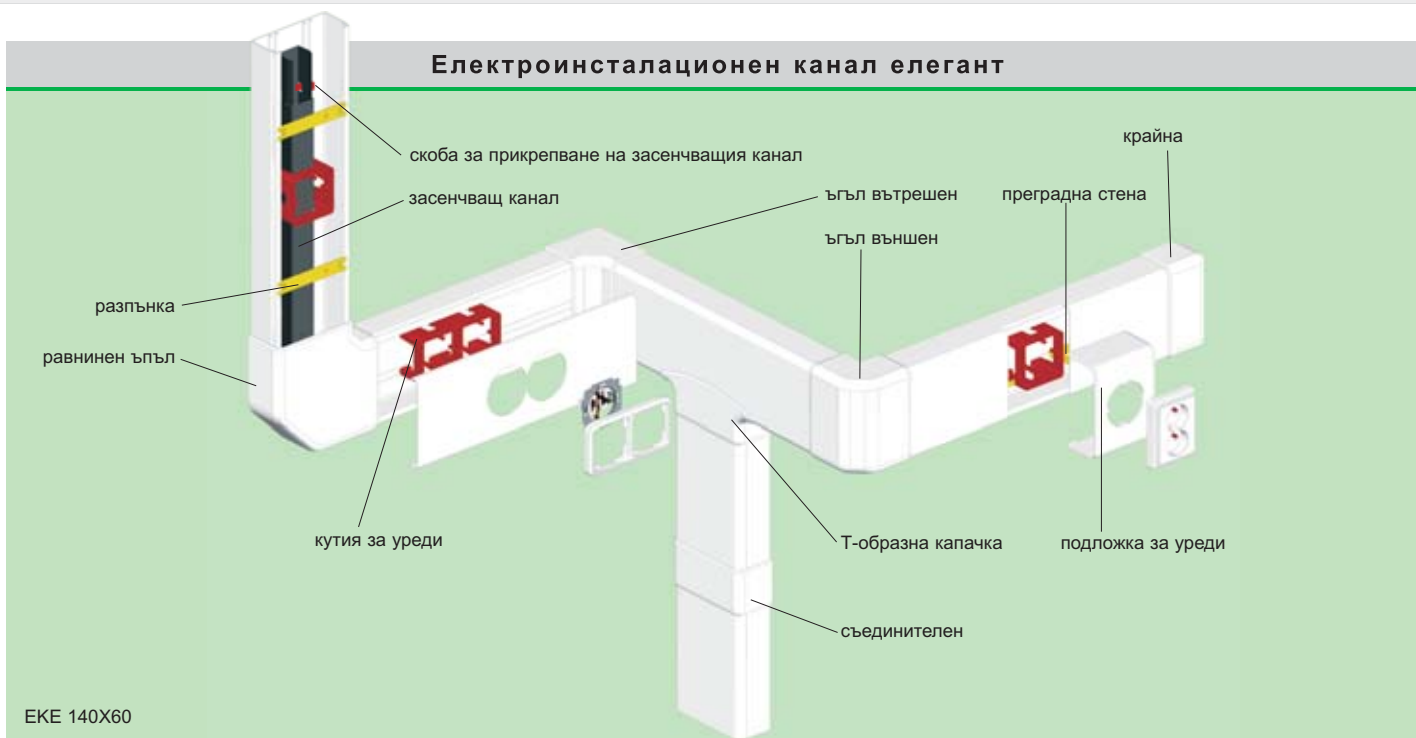 Електроинсталационен канал елегант
крайна
скоба за прикрепване на засенчващия канал
засенчващ канал
ъгъл вътрешен
преградна стена
ъгъл външен
разпънка
равнинен ъпъл
кутия за уреди
Т-образна капачка
подложка за уреди
съединителен
EKE 140X60